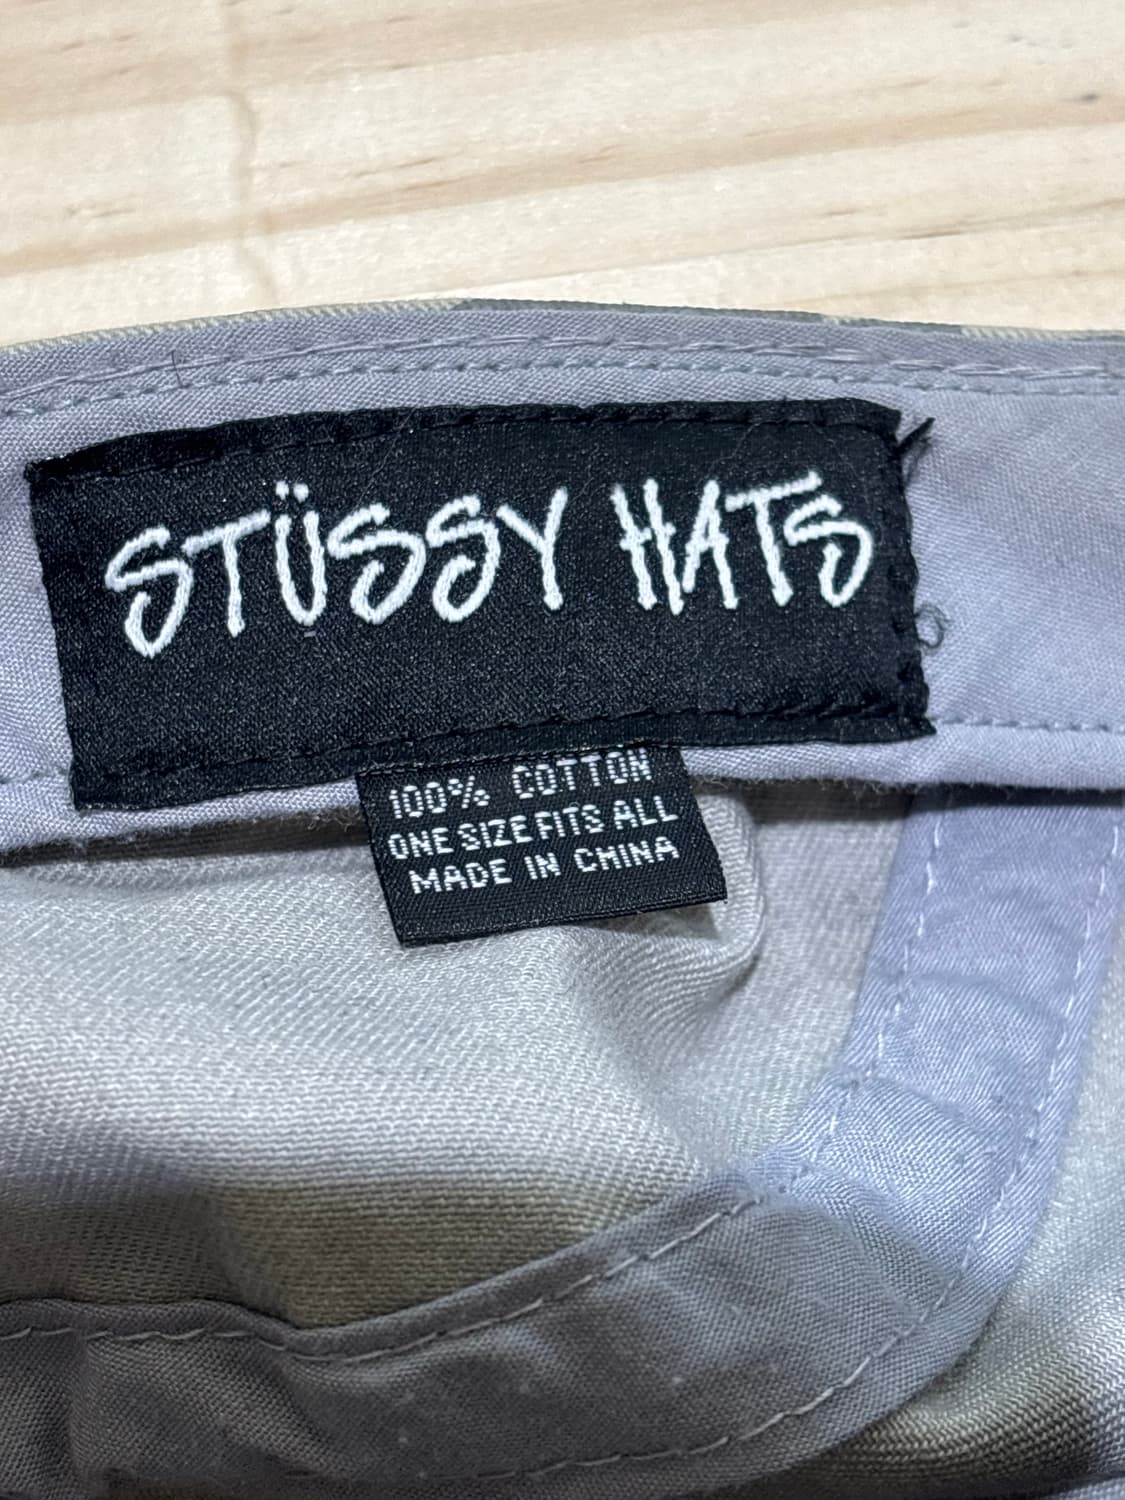 STÜSSY HATS
100% COTTON
ONE SIZE FITS ALL
MADE IN CHINA